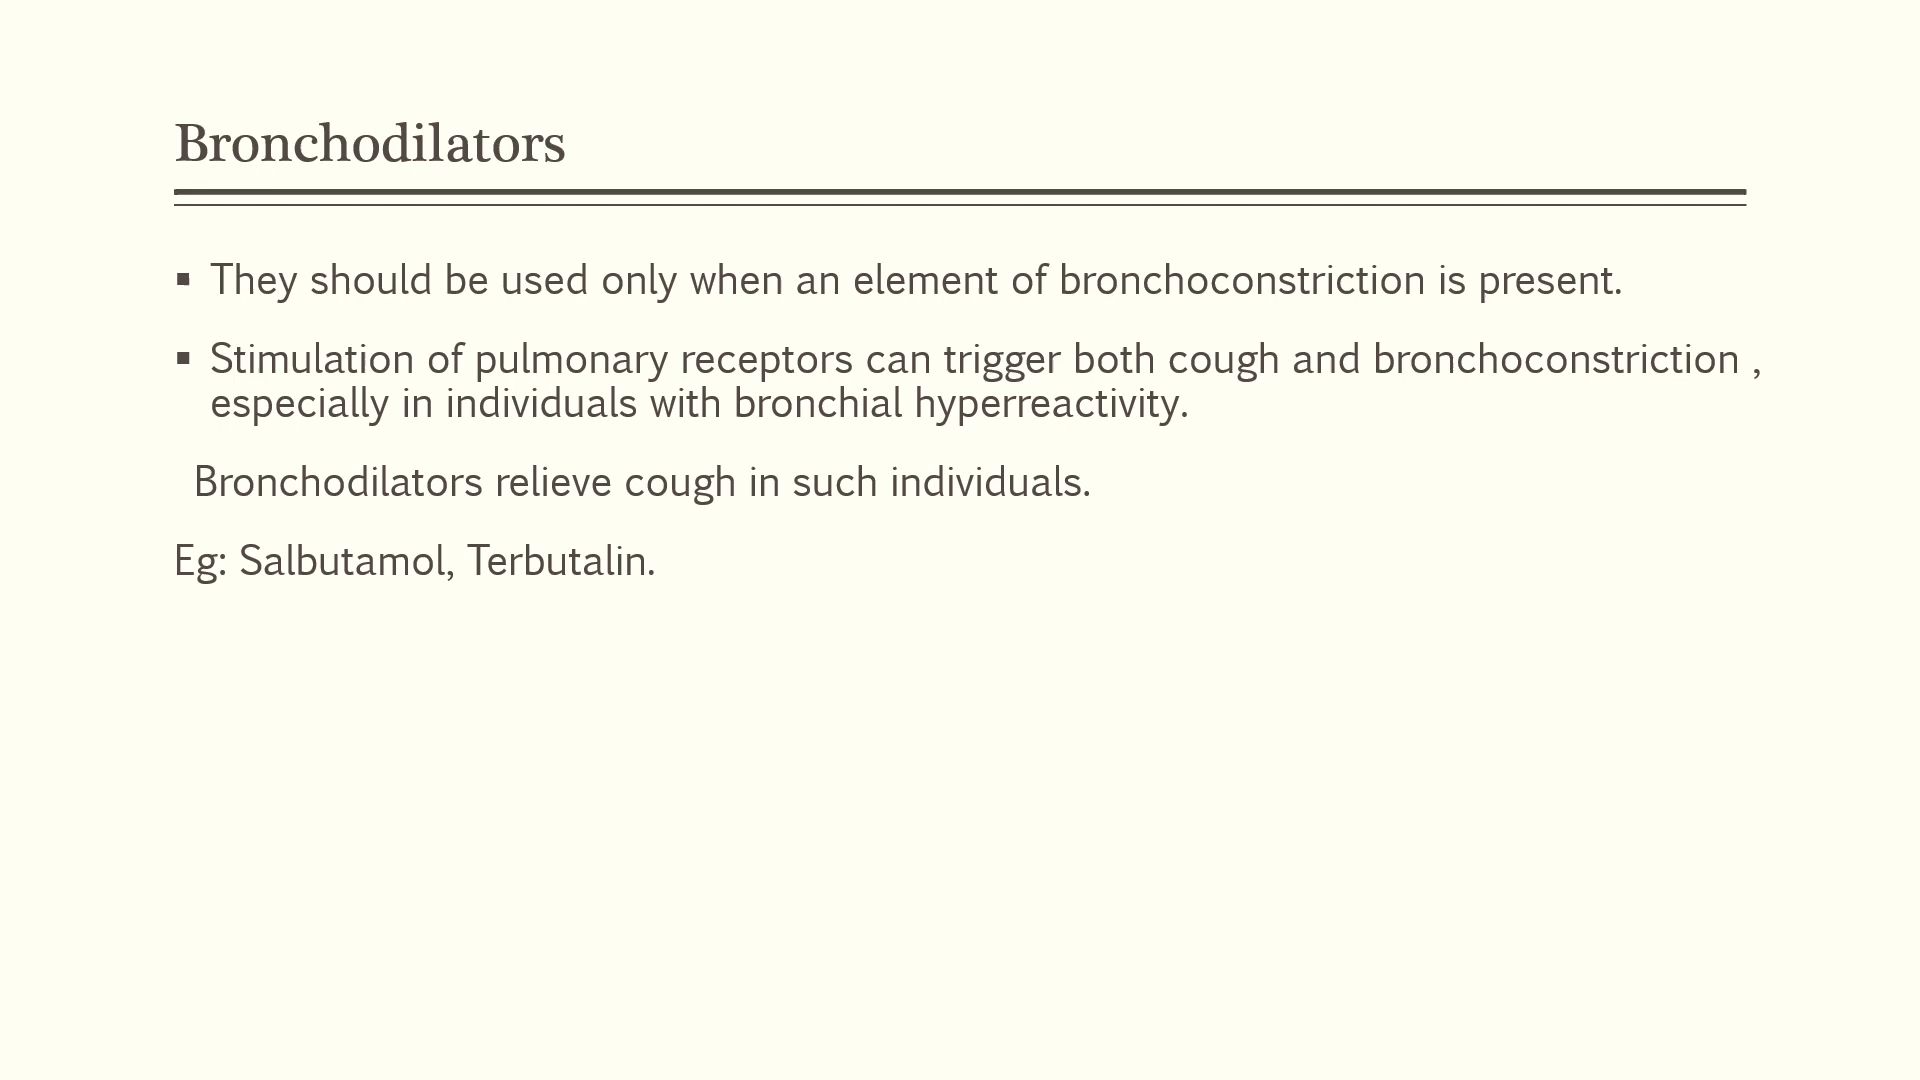 Bronchodilators
▪ They should be used only when an element of bronchoconstriction is present.
▪ Stimulation of pulmonary receptors can trigger both cough and bronchoconstriction ,
especially in individuals with bronchial hyperreactivity.
Bronchodilators relieve cough in such individuals.
Eg: Salbutamol, Terbutalin.